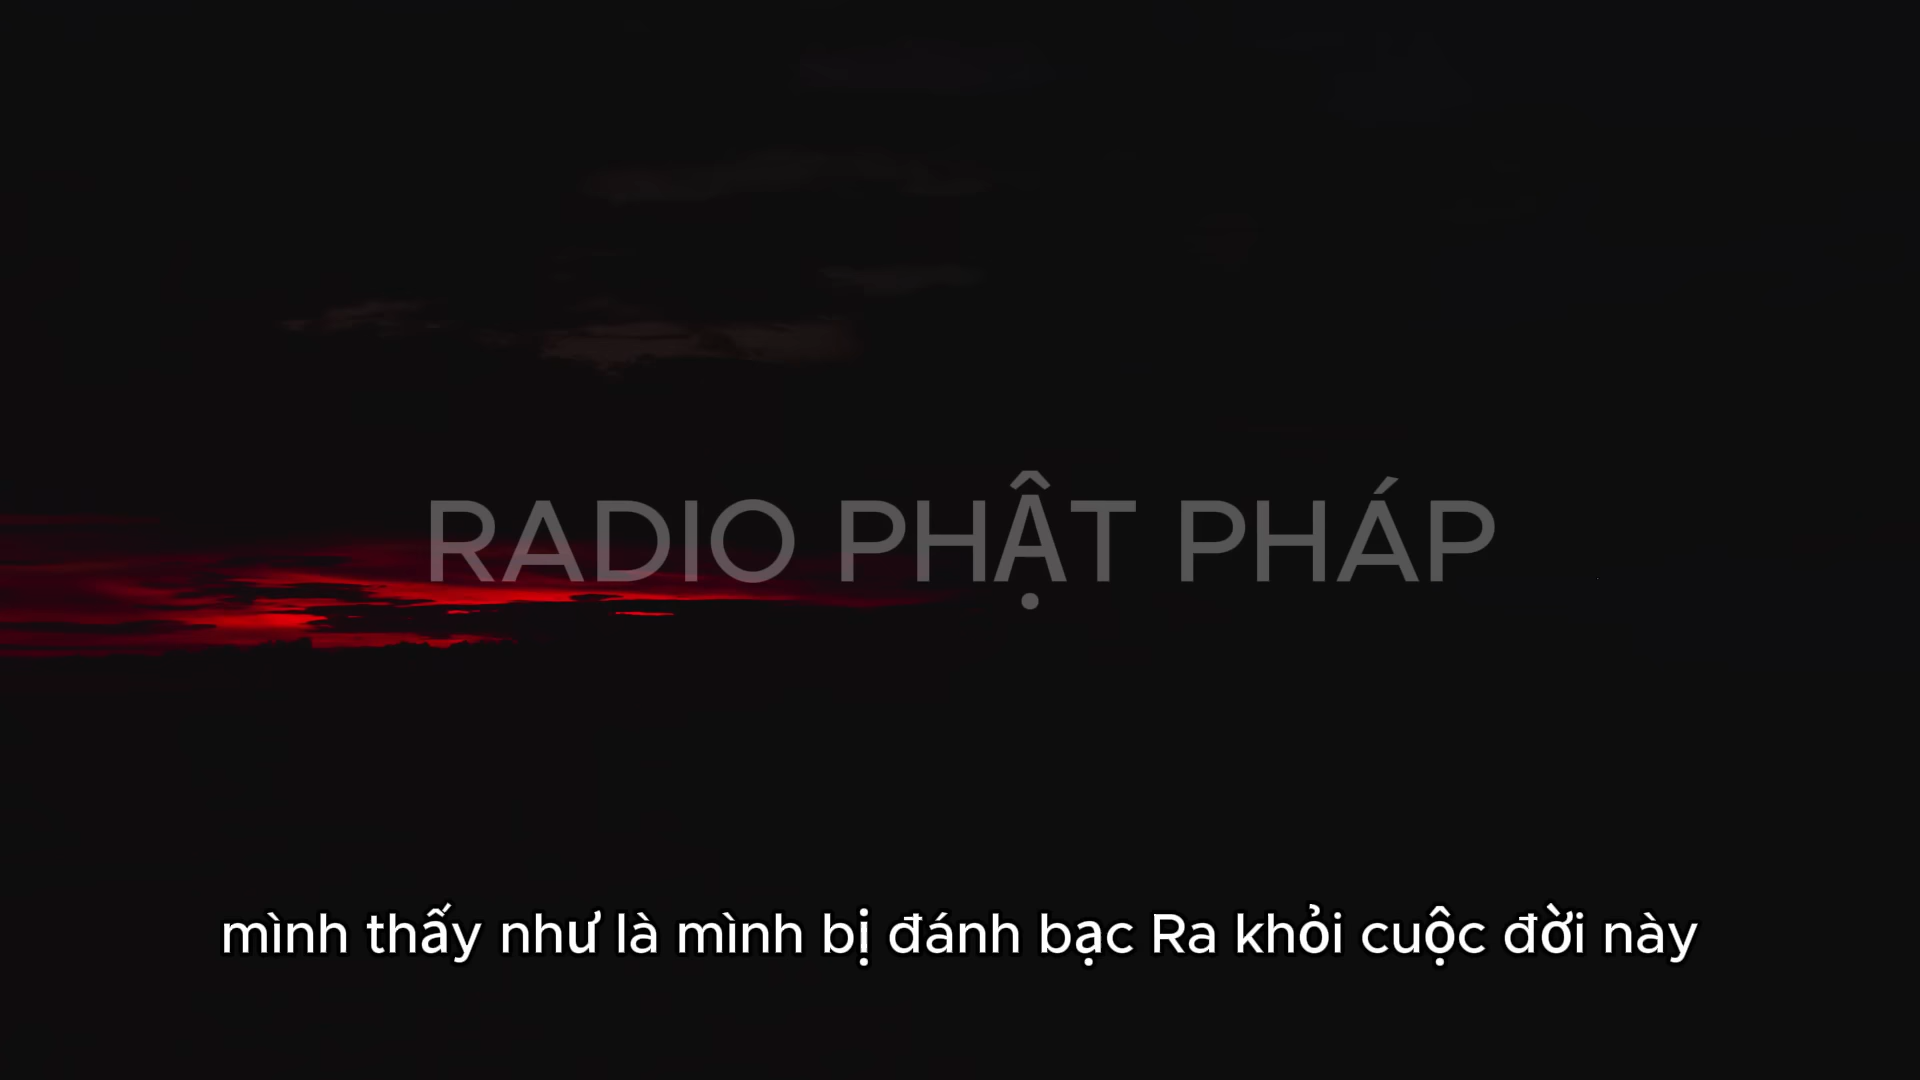 RADIO PHẬT PHÁP
mình thấy như là mình bị đánh bạc Ra khỏi cuộc đời này